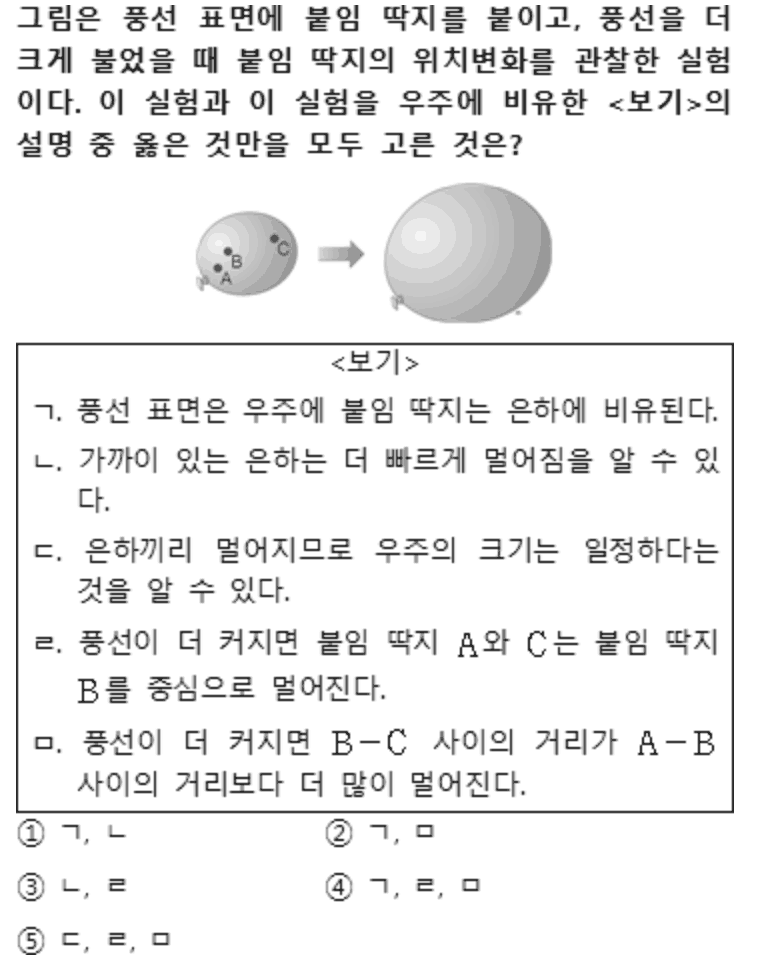 그림은 풍선 표면에 붙임 딱지를 붙이고, 풍선을 더
크게 불었을 때 붙임 딱지의 위치변화를 관찰한 실험
이다. 이 실험과 이 실험을 우주에 비유한 <보기>의
설명 중 옳은 것만을 모두 고른 것은?
A
B
C
<보기>
ㄱ. 풍선 표면은 우주에 붙임 딱지는 은하에 비유된다.
ㄴ. 가까이 있는 은하는 더 빠르게 멀어짐을 알 수 있
다.
ㄷ. 은하끼리 멀어지므로 우주의 크기는 일정하다는
것을 알 수 있다.
ㄹ. 풍선이 더 커지면 붙임 딱지 A와 C는 붙임 딱지
B를 중심으로 멀어진다.
ㅁ. 풍선이 더 커지면 B-C 사이의 거리가 A-B
사이의 거리보다 더 많이 멀어진다.
① ㄱ, ㄴ ② ㄱ, ㅁ
③ ㄴ, ㄹ ④ ㄱ, ㄹ, ㅁ
⑤ ㄷ, ㄹ, ㅁ